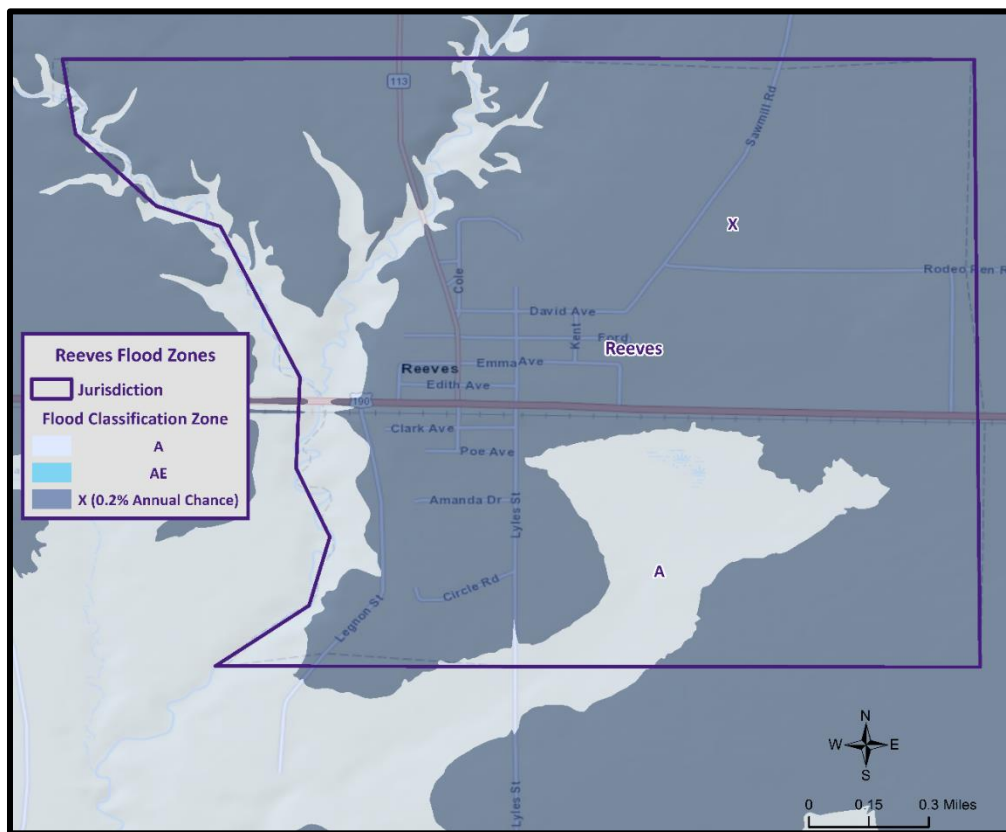 113
Sawmill Rd
X
Rodeo Pen R
Cole
David Ave
Kent
Ford
Reeves
Emma Ave
Reeves
Edith Ave
190
Clark Ave
Poe Ave
Amanda Dr
Lyles St
A
Circle Rd
Legnon St
Lyles St
Reeves Flood Zones
Jurisdiction
Flood Classification Zone
A
AE
X (0.2% Annual Chance)
N
W E
S
0 0.15 0.3 Miles